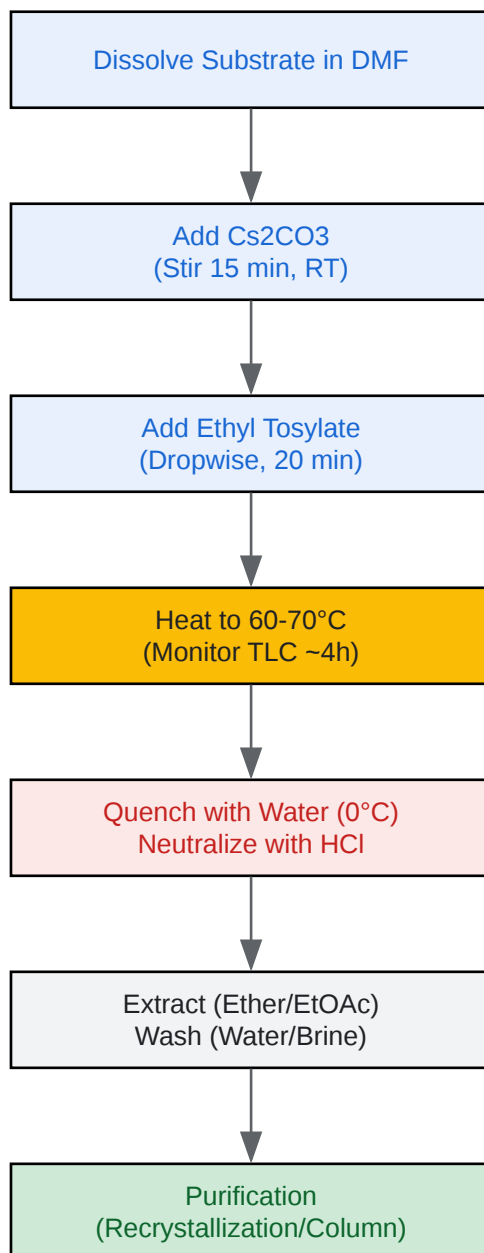 Dissolve Substrate in DMF
Add Cs2CO3
(Stir 15 min, RT)
Add Ethyl Tosylate
(Dropwise, 20 min)
Heat to 60-70°C
(Monitor TLC ~4h)
Quench with Water (0°C)
Neutralize with HCl
Extract (Ether/EtOAc)
Wash (Water/Brine)
Purification
(Recrystallization/Column)